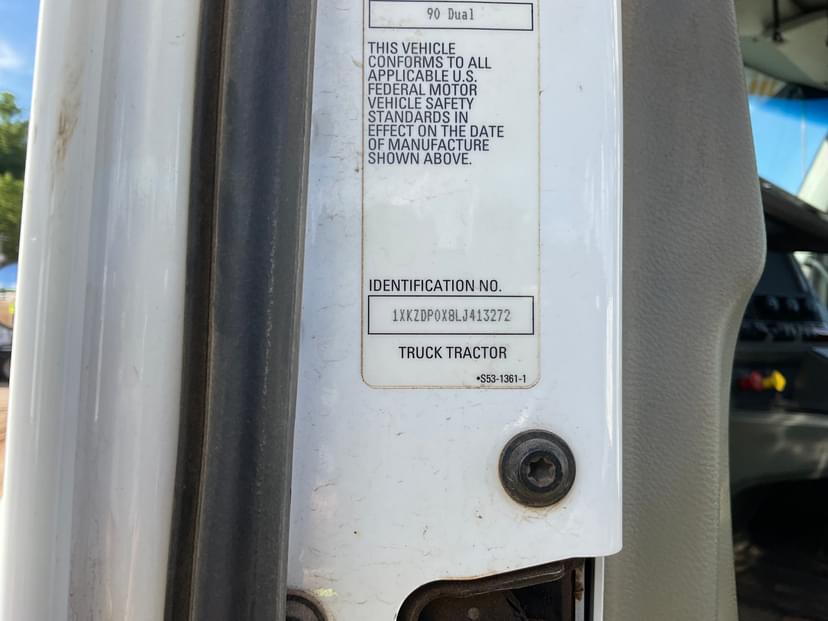 90 Dual
THIS VEHICLE
CONFORMS TO ALL
APPLICABLE U.S.
FEDERAL MOTOR
VEHICLE SAFETY
STANDARDS IN
EFFECT ON THE DATE
OF MANUFACTURE
SHOWN ABOVE.
IDENTIFICATION NO.
1XKZDP0X8LJ413272
TRUCK TRACTOR
•S53-1361-1